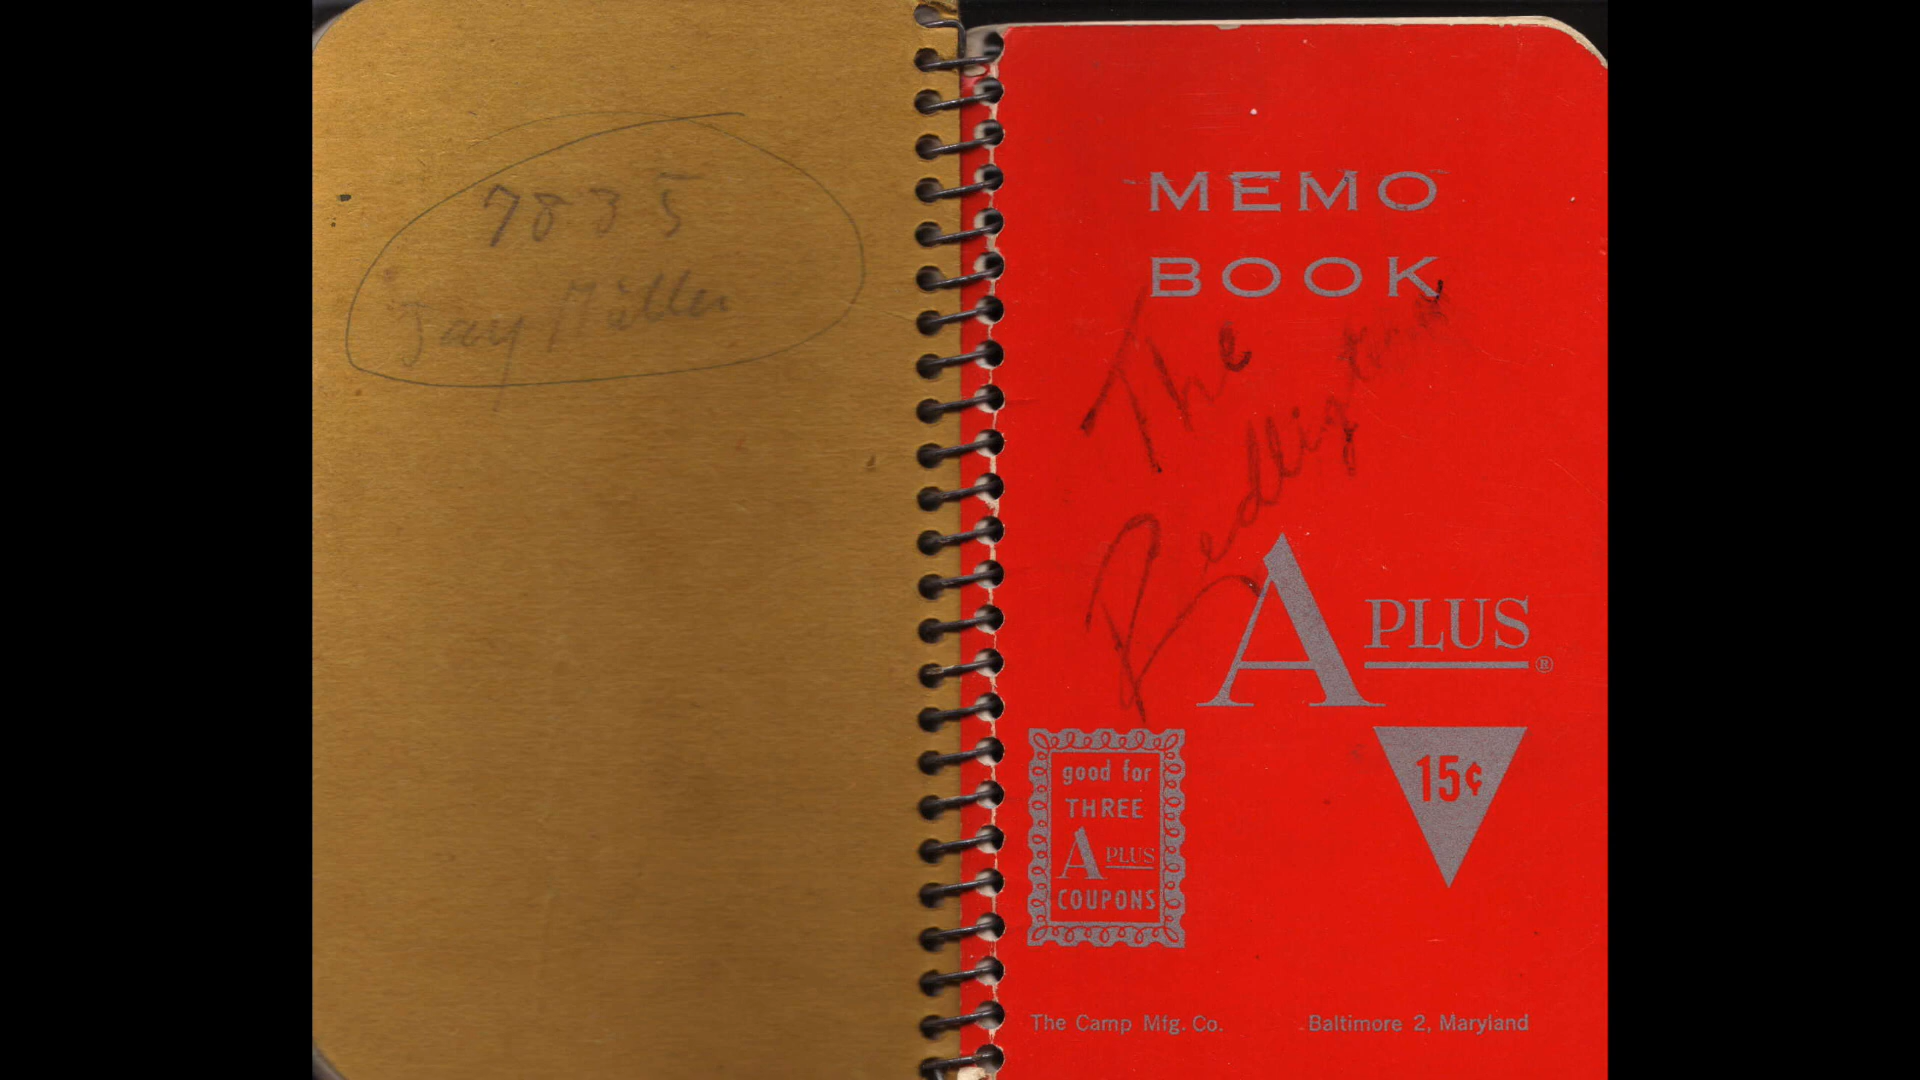 7835
MEMO
BOOK
The
A PLUS ®
15¢
good for
THREE
A PLUS
COUPONS
The Camp Mfg. Co. Baltimore 2, Maryland